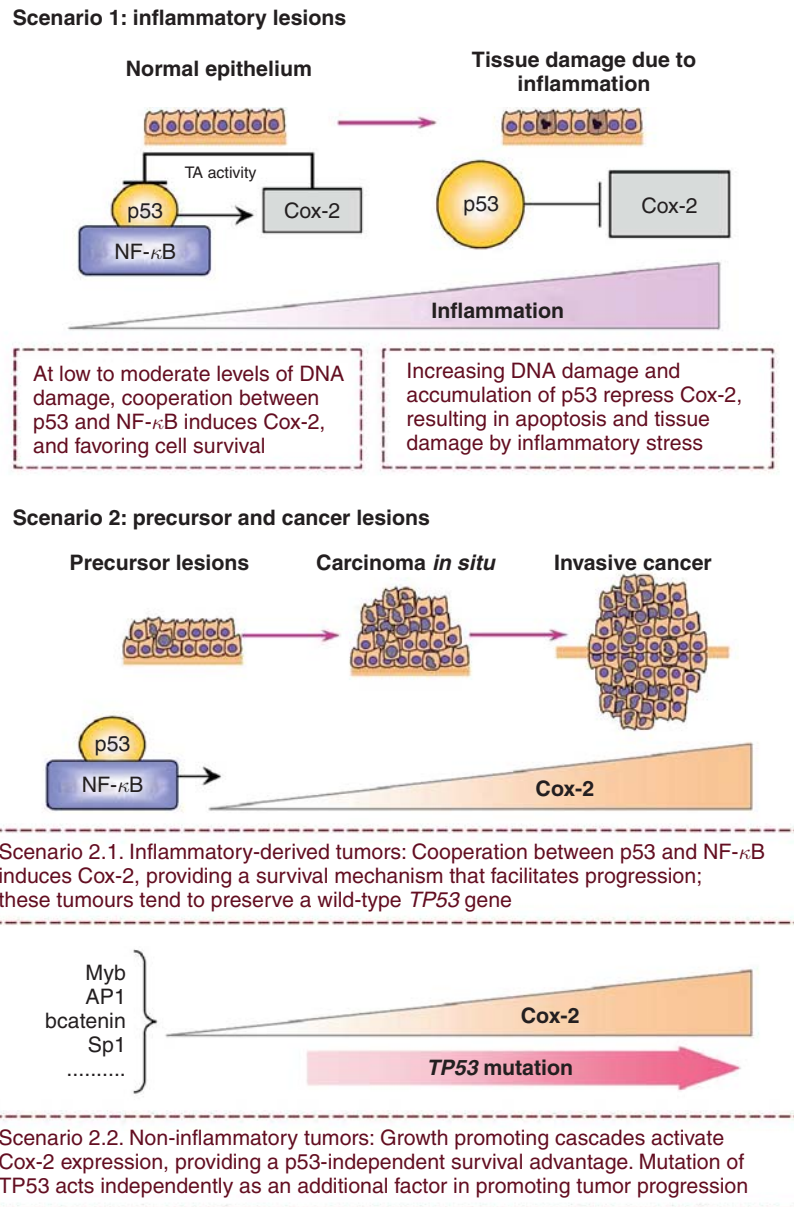 Scenario 1: inflammatory lesions
Normal epithelium
Tissue damage due to
inflammation
TA activity
p53
Cox-2
NF-κB
p53
Cox-2
Inflammation
At low to moderate levels of DNA
damage, cooperation between
p53 and NF-κB induces Cox-2,
and favoring cell survival
Increasing DNA damage and
accumulation of p53 repress Cox-2,
resulting in apoptosis and tissue
damage by inflammatory stress
Scenario 2: precursor and cancer lesions
Precursor lesions
Carcinoma in situ
Invasive cancer
p53
NF-κB
Cox-2
Scenario 2.1. Inflammatory-derived tumors: Cooperation between p53 and NF-κB
induces Cox-2, providing a survival mechanism that facilitates progression;
these tumours tend to preserve a wild-type TP53 gene
Myb
AP1
bcatenin
Sp1
..........
Cox-2
TP53 mutation
Scenario 2.2. Non-inflammatory tumors: Growth promoting cascades activate
Cox-2 expression, providing a p53-independent survival advantage. Mutation of
TP53 acts independently as an additional factor in promoting tumor progression